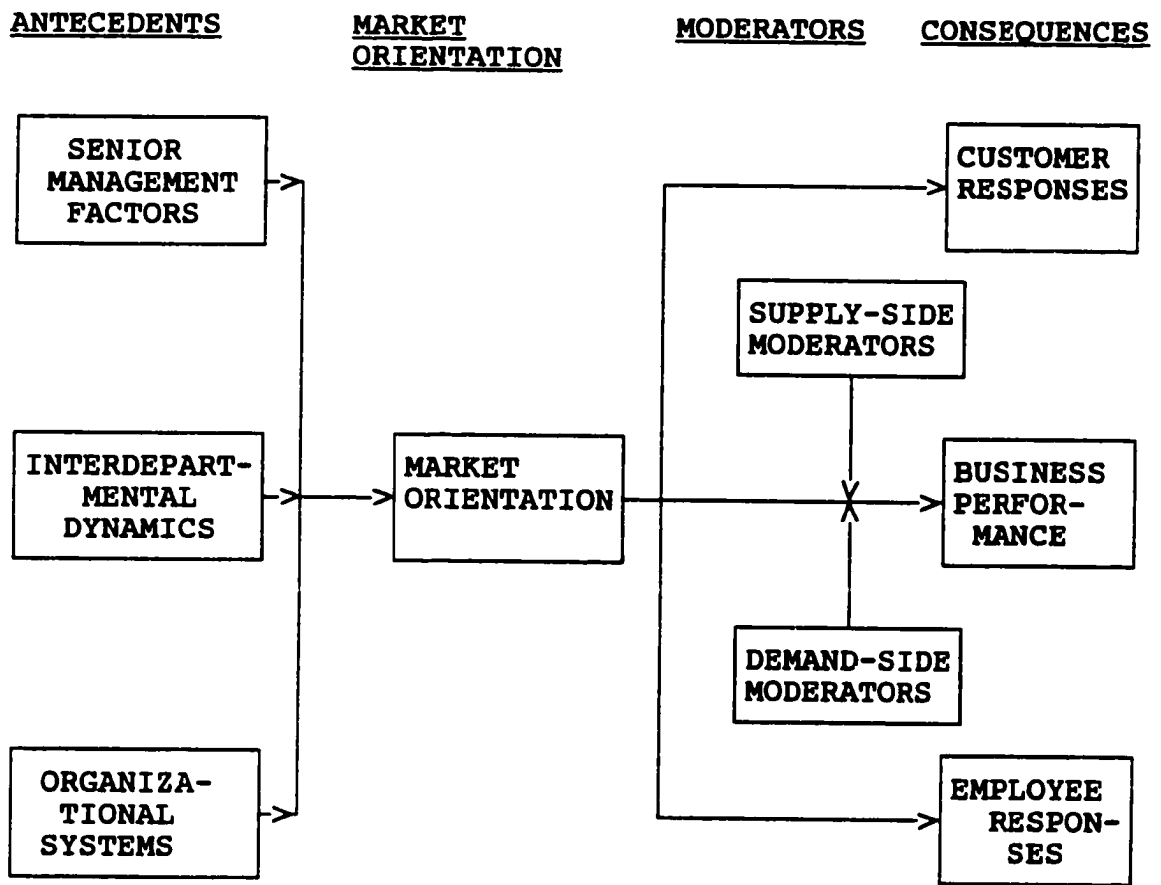 ANTECEDENTS
MARKET
ORIENTATION
MODERATORS
CONSEQUENCES
SENIOR
MANAGEMENT
FACTORS
CUSTOMER
RESPONSES
SUPPLY-SIDE
MODERATORS
INTERDEPART-
MENTAL
DYNAMICS
MARKET
ORIENTATION
BUSINESS
PERFOR-
MANCE
DEMAND-SIDE
MODERATORS
ORGANIZA-
TIONAL
SYSTEMS
EMPLOYEE
RESPON-
SES